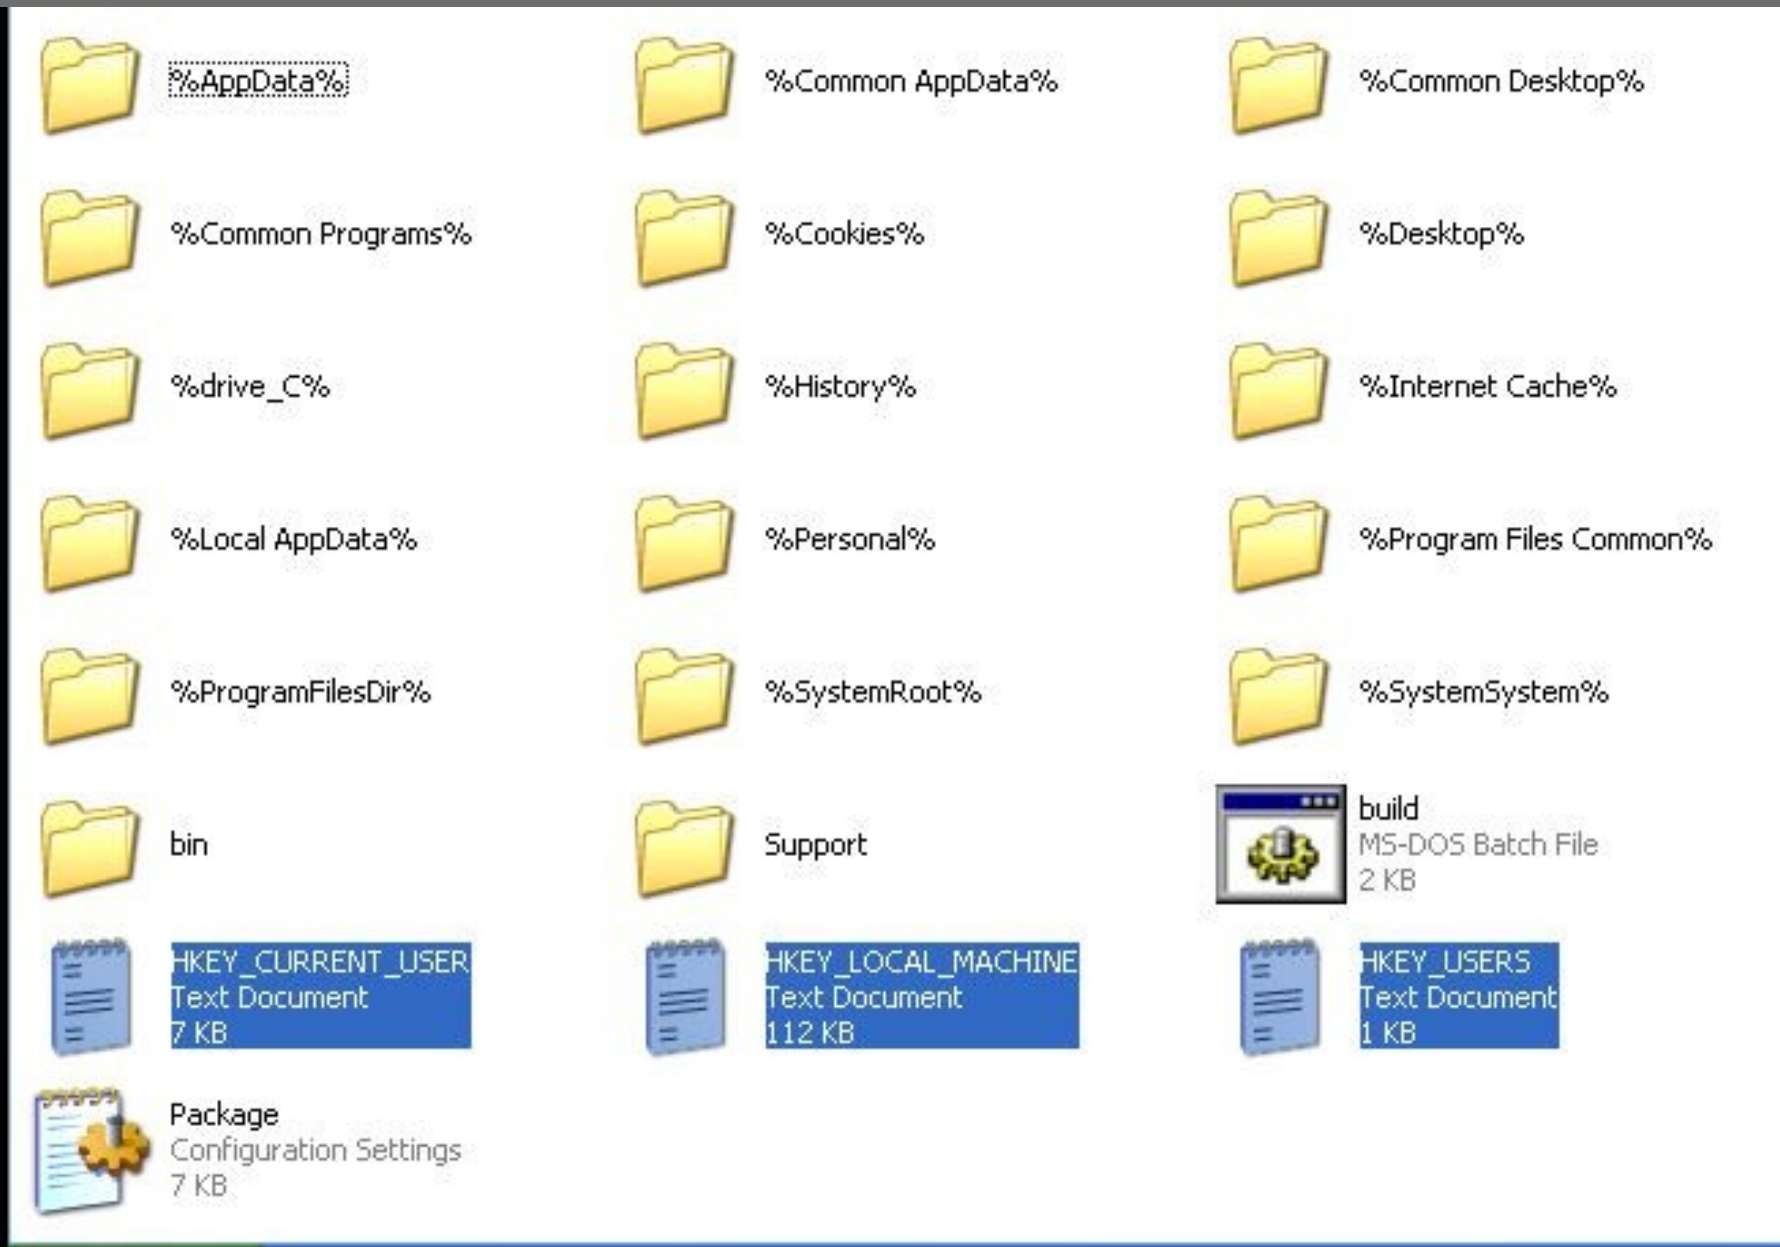 %AppData%
%Common AppData%
%Common Desktop%
%Common Programs%
%Cookies%
%Desktop%
%drive_C%
%History%
%Internet Cache%
%Local AppData%
%Personal%
%Program Files Common%
%ProgramFilesDir%
%SystemRoot%
%SystemSystem%
bin
Support
build
MS-DOS Batch File
2 KB
HKEY_CURRENT_USER
Text Document
7 KB
HKEY_LOCAL_MACHINE
Text Document
112 KB
HKEY_USERS
Text Document
1 KB
Package
Configuration Settings
7 KB